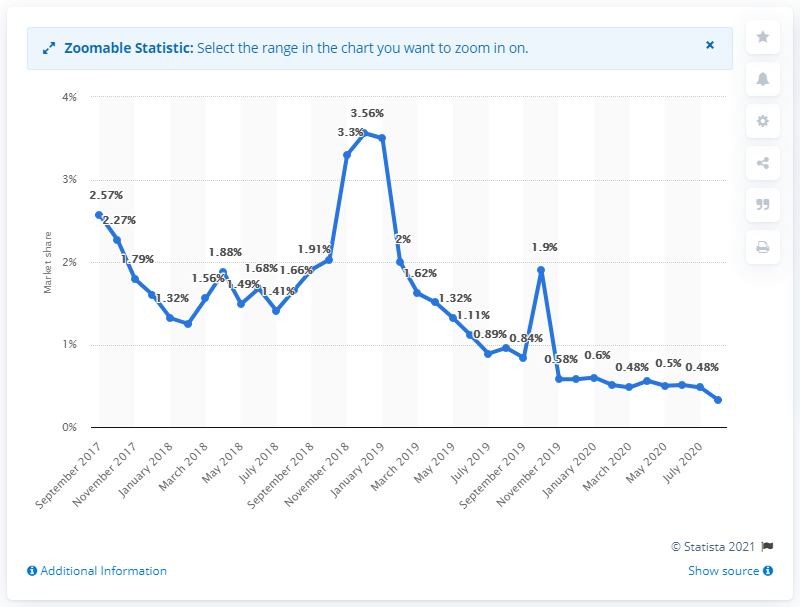 Zoomable Statistic: Select the range in the chart you want to zoom in on.
4%
3%
2%
1%
0%
Market share
2.57%
2.27%
1.79%
1.32%
1.56%
1.88%
1.49%
1.68%
1.41%
1.66%
1.91%
3.3%
3.56%
2%
1.62%
1.32%
1.11%
0.89%
0.84%
1.9%
0.58%
0.6%
0.48%
0.5%
0.48%
September 2017
November 2017
January 2018
March 2018
May 2018
July 2018
September 2018
November 2018
January 2019
March 2019
May 2019
July 2019
September 2019
November 2019
January 2020
March 2020
May 2020
July 2020
© Statista 2021
Additional Information
Show source